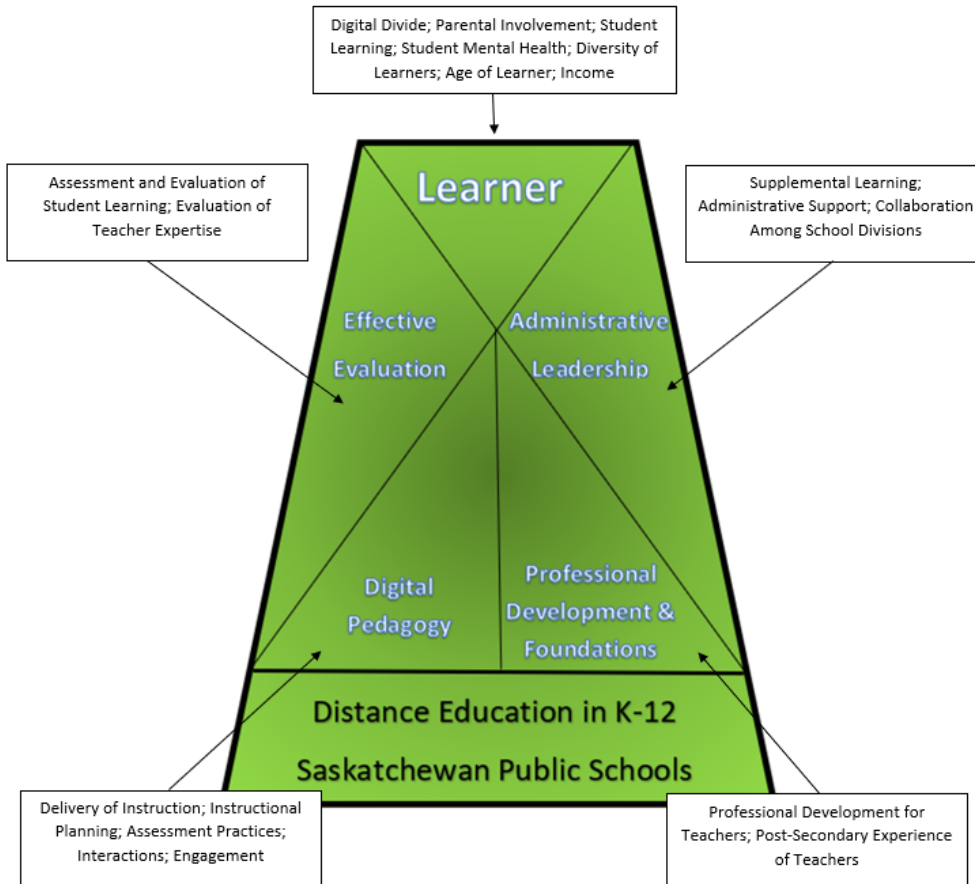 Digital Divide; Parental Involvement; Student
Learning; Student Mental Health; Diversity of
Learners; Age of Learner; Income
Assessment and Evaluation of
Student Learning; Evaluation of
Teacher Expertise
Supplemental Learning;
Administrative Support; Collaboration
Among School Divisions
Learner
Effective
Evaluation
Administrative
Leadership
Digital
Pedagogy
Professional
Development &
Foundations
Distance Education in K-12
Saskatchewan Public Schools
Delivery of Instruction; Instructional
Planning; Assessment Practices;
Interactions; Engagement
Professional Development for
Teachers; Post-Secondary Experience
of Teachers